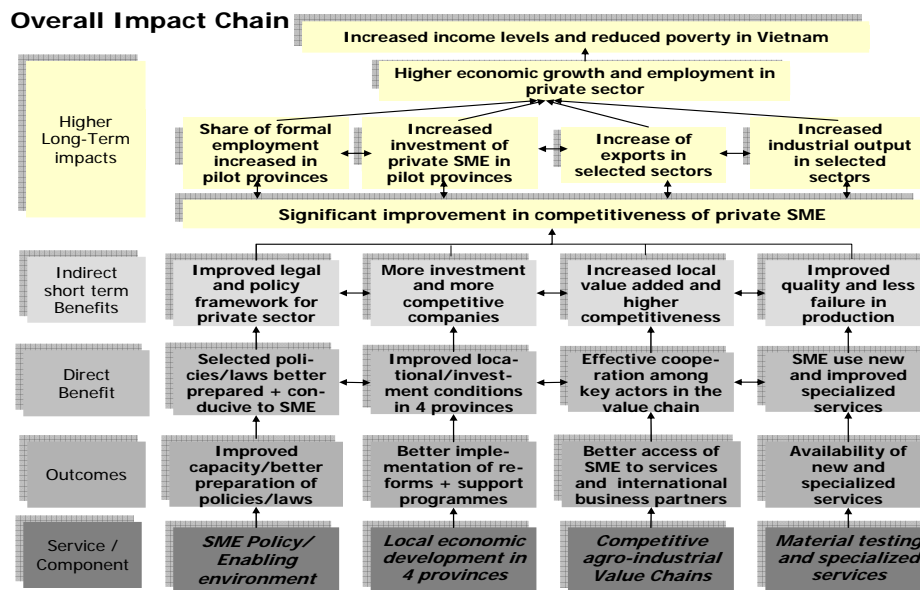 Overall Impact Chain
Increased income levels and reduced poverty in Vietnam
Higher economic growth and employment in
private sector
Higher
Long-Term
impacts
Share of formal
employment
increased in
pilot provinces
Increased
investment of
private SME in
pilot provinces
Increase of
exports in
selected sectors
Increased
industrial output
in selected
sectors
Significant improvement in competitiveness of private SME
Indirect
short term
Benefits
Improved legal
and policy
framework for
private sector
More investment
and more
competitive
companies
Increased local
value added and
higher
competitiveness
Improved
quality and less
failure in
production
Direct
Benefit
Selected poli-
cies/laws better
prepared + con-
ducive to SME
Improved loca-
tional/invest
ment conditions
in 4 provinces
Effective coope-
ration among
key actors in the
value chain
SME use new
and improved
specialized
services
Outcomes
Improved
capacity/better
preparation of
policies/laws
Better imple-
mentation of re-
forms + support
programmes
Better access of
SME to services
and international
business partners
Availability of
new and
specialized
services
Service /
Component
SME Policy/
Enabling
environment
Local economic
development in
4 provinces
Competitive
agro-industrial
Value Chains
Material testing
and specialized
services